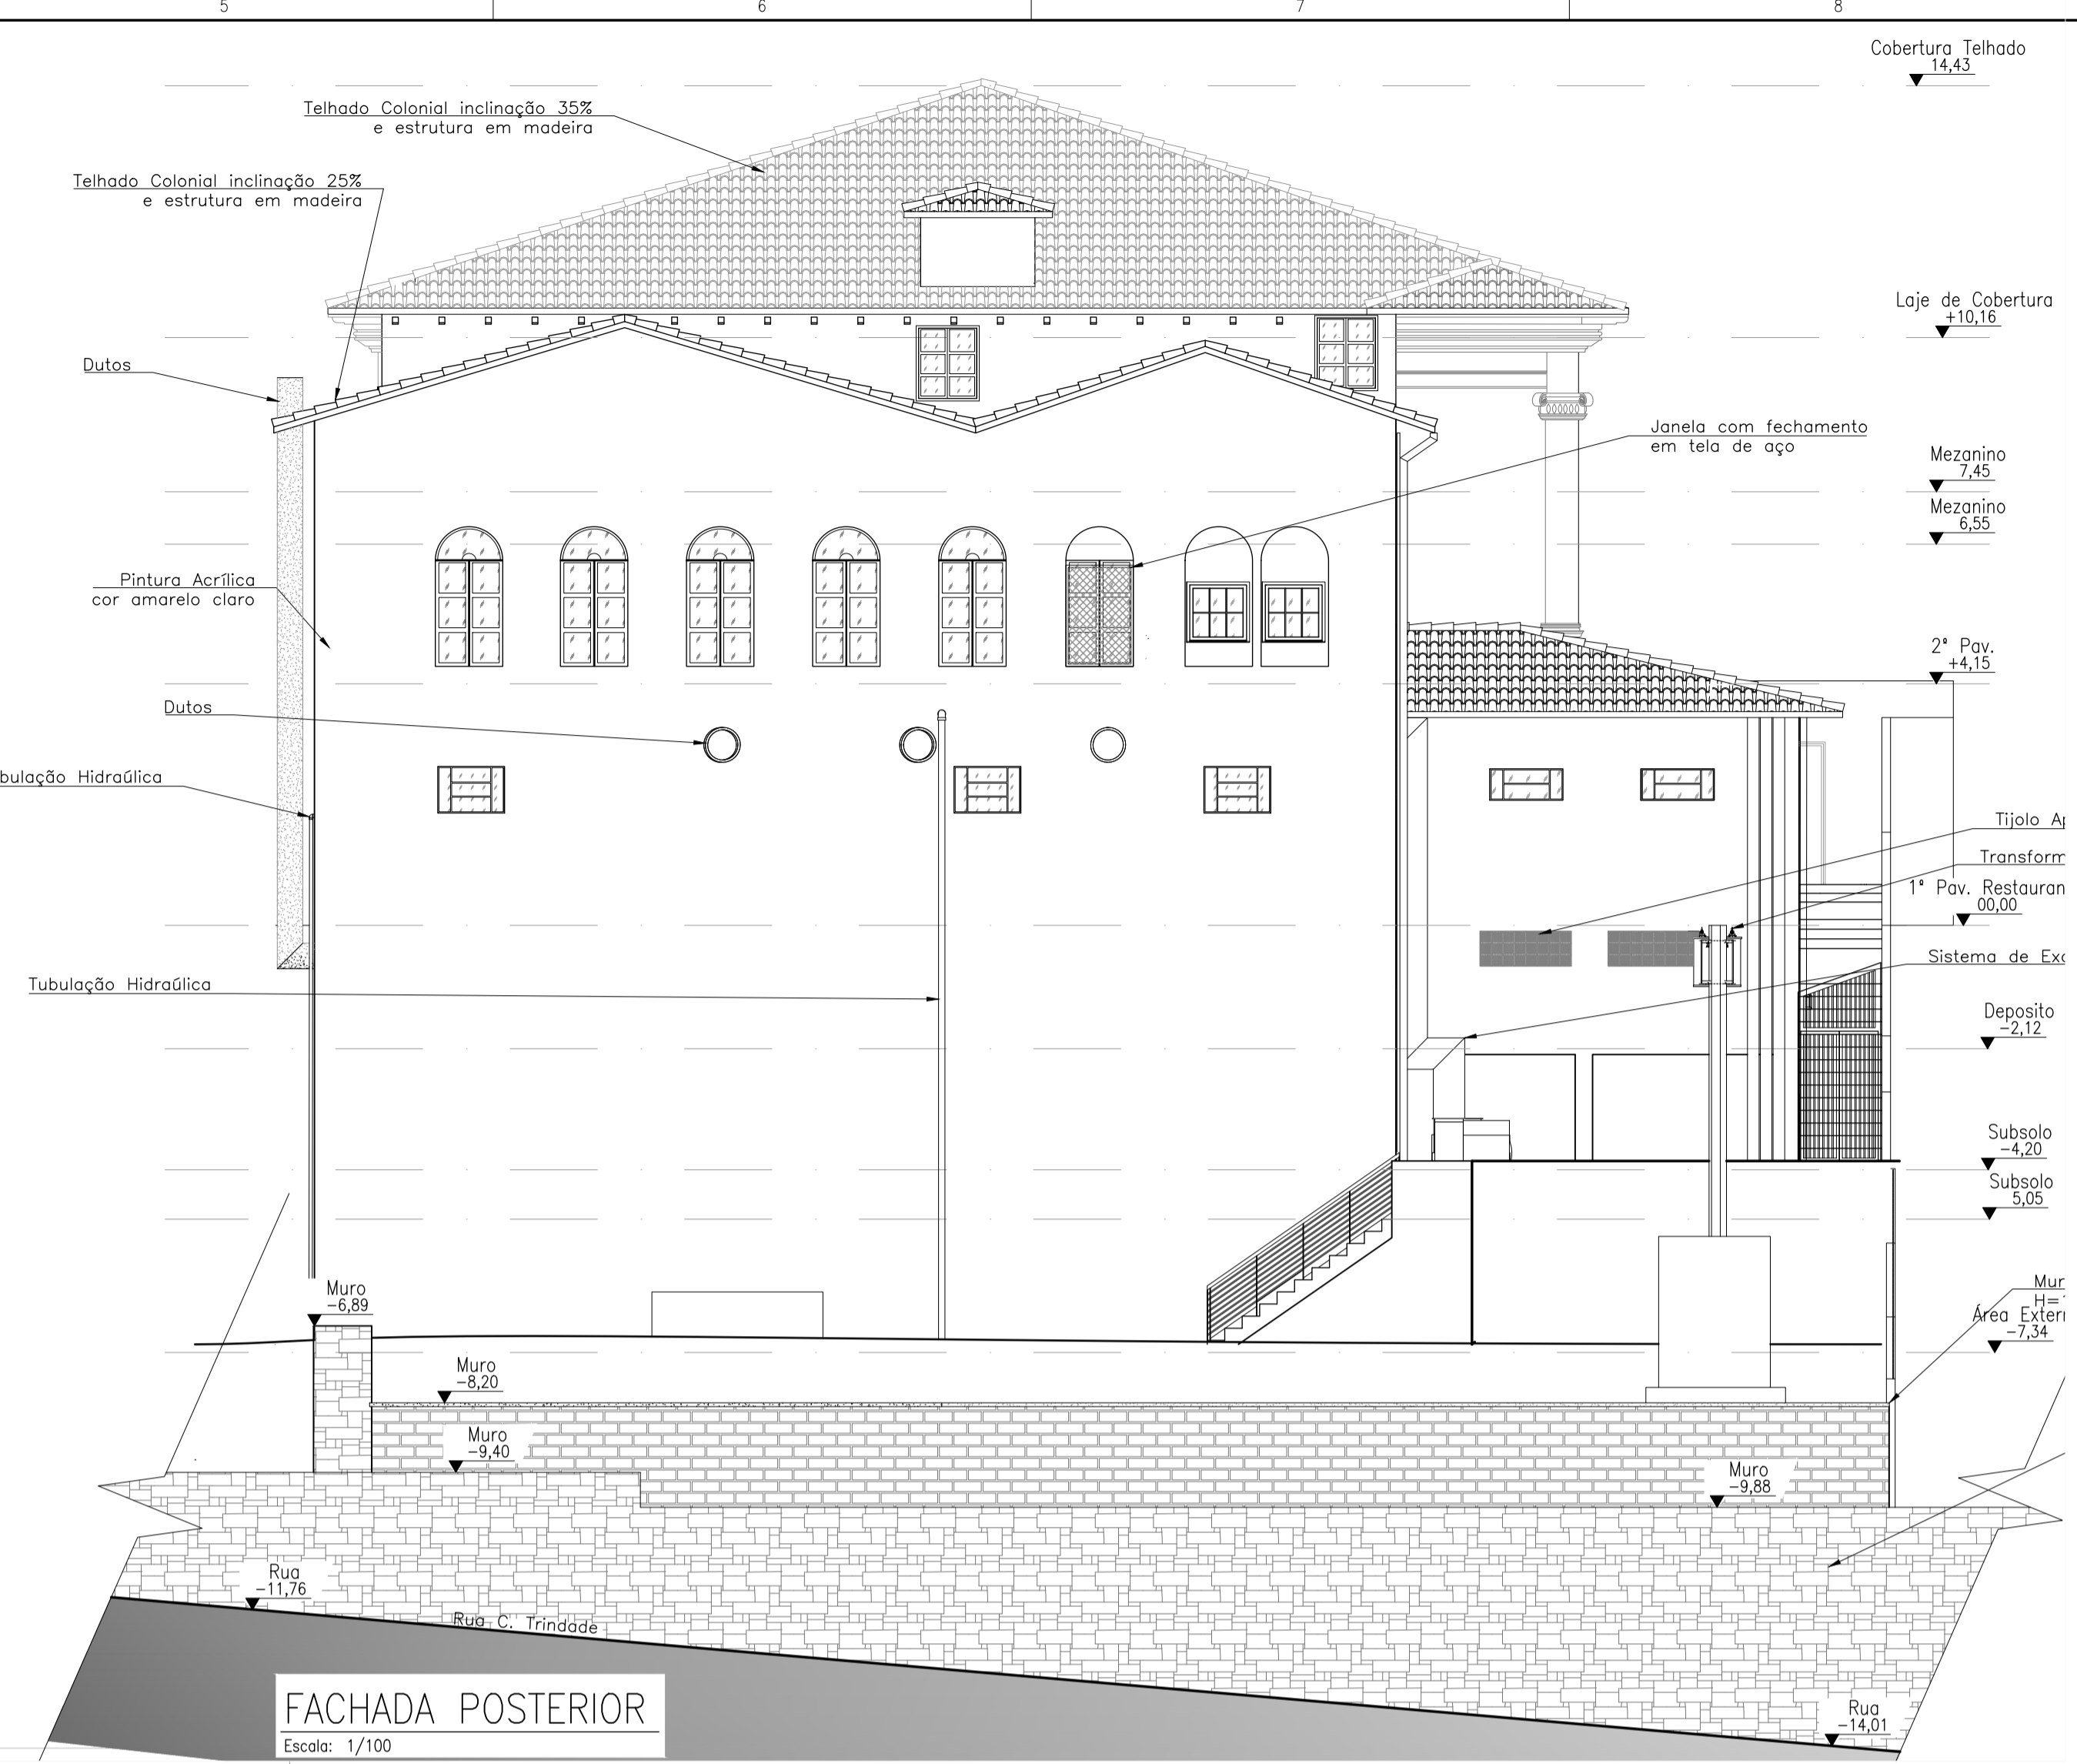 5 6 7 8
Cobertura Telhado
14,43
Telhado Colonial inclinação 35%
e estrutura em madeira
Telhado Colonial inclinação 25%
e estrutura em madeira
Laje de Cobertura
+10,16
Dutos
Janela com fechamento
em tela de aço
Mezanino
7,45
Mezanino
6,55
Pintura Acrílica
cor amarelo claro
2° Pav.
+4,15
Dutos
bulação Hidraúlica
Tijolo
Transform
1° Pav. Restauran
00,00
Sistema de
Tubulação Hidraúlica
Deposito
-2,12
Subsolo
-4,20
Subsolo
5,05
Muro
-6,89
Mur
H=
Área Exter
-7,34
Muro
-8,20
Muro
-9,40
Muro
-9,88
Rua
-11,76
Rua C. Trindade
FACHADA POSTERIOR
Escala: 1/100
Rua
-14,01